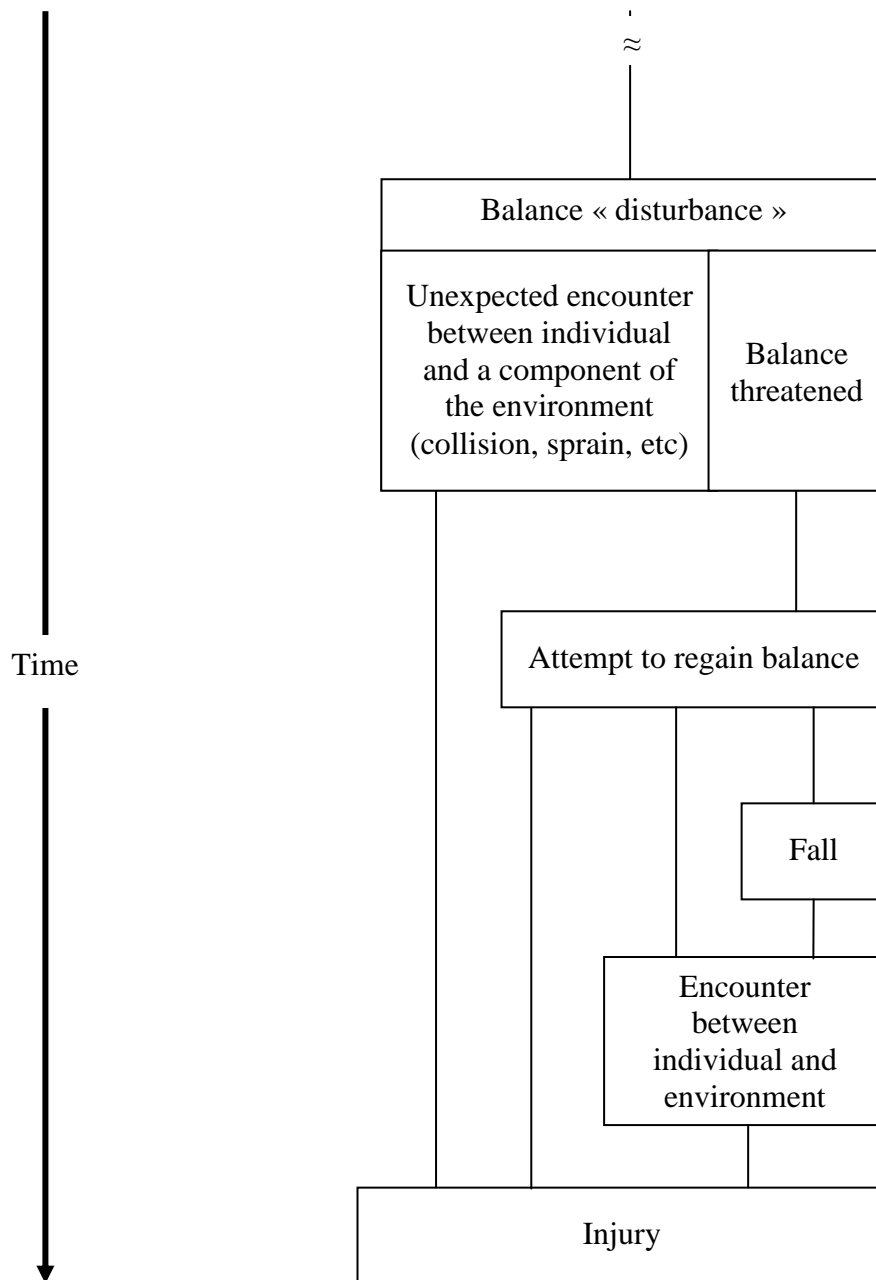 ≈
Balance « disturbance »
Unexpected encounter
between individual
and a component of
the environment
(collision, sprain, etc)
Balance
threatened
Attempt to regain balance
Time
Fall
Encounter
between
individual and
environment
Injury